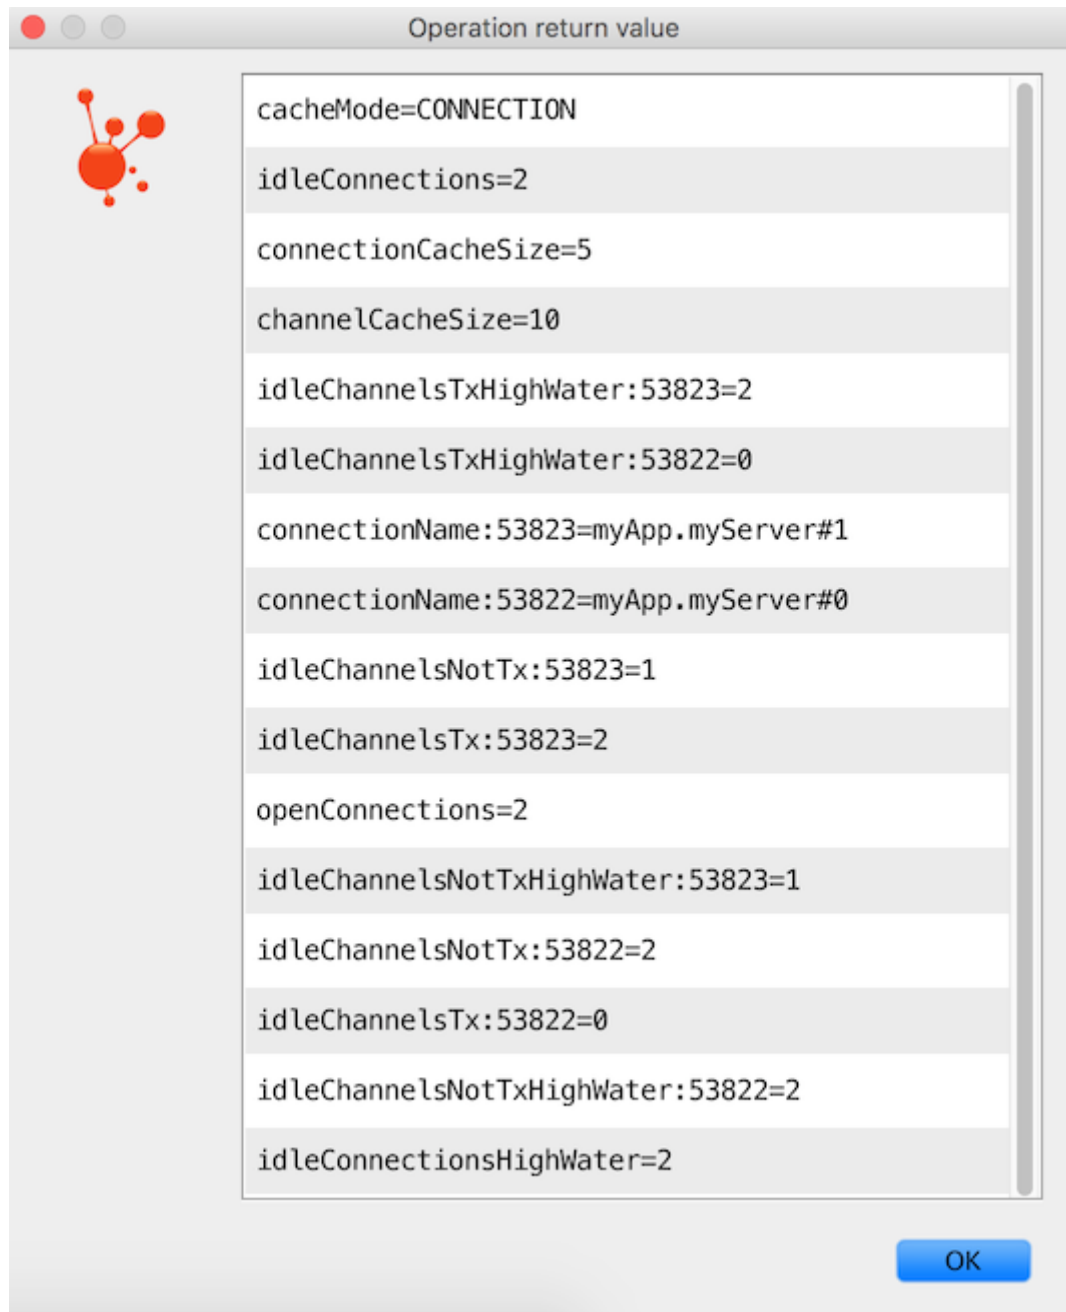 Operation return value
cacheMode=CONNECTION
idleConnections=2
connectionCacheSize=5
channelCacheSize=10
idleChannelsTxHighWater:53823=2
idleChannelsTxHighWater:53822=0
connectionName:53823=myApp.myServer#1
connectionName:53822=myApp.myServer#0
idleChannelsNotTx:53823=1
idleChannelsTx:53823=2
openConnections=2
idleChannelsNotTxHighWater:53823=1
idleChannelsNotTx:53822=2
idleChannelsTx:53822=0
idleChannelsNotTxHighWater:53822=2
idleConnectionsHighWater=2
OK